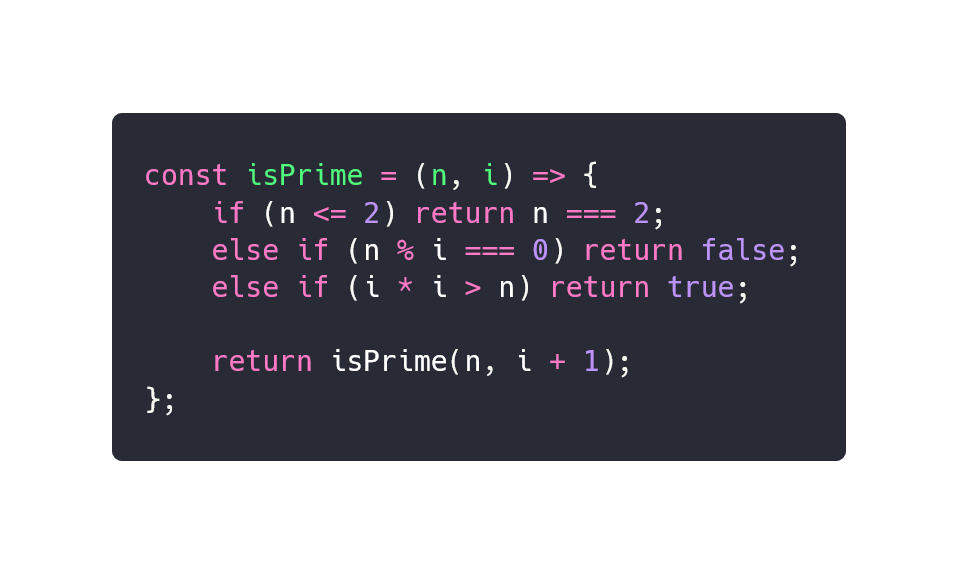 const isPrime = (n, i) => {
    if (n <= 2) return n === 2;
    else if (n % i === 0) return false;
    else if (i * i > n) return true;

    return isPrime(n, i + 1);
};